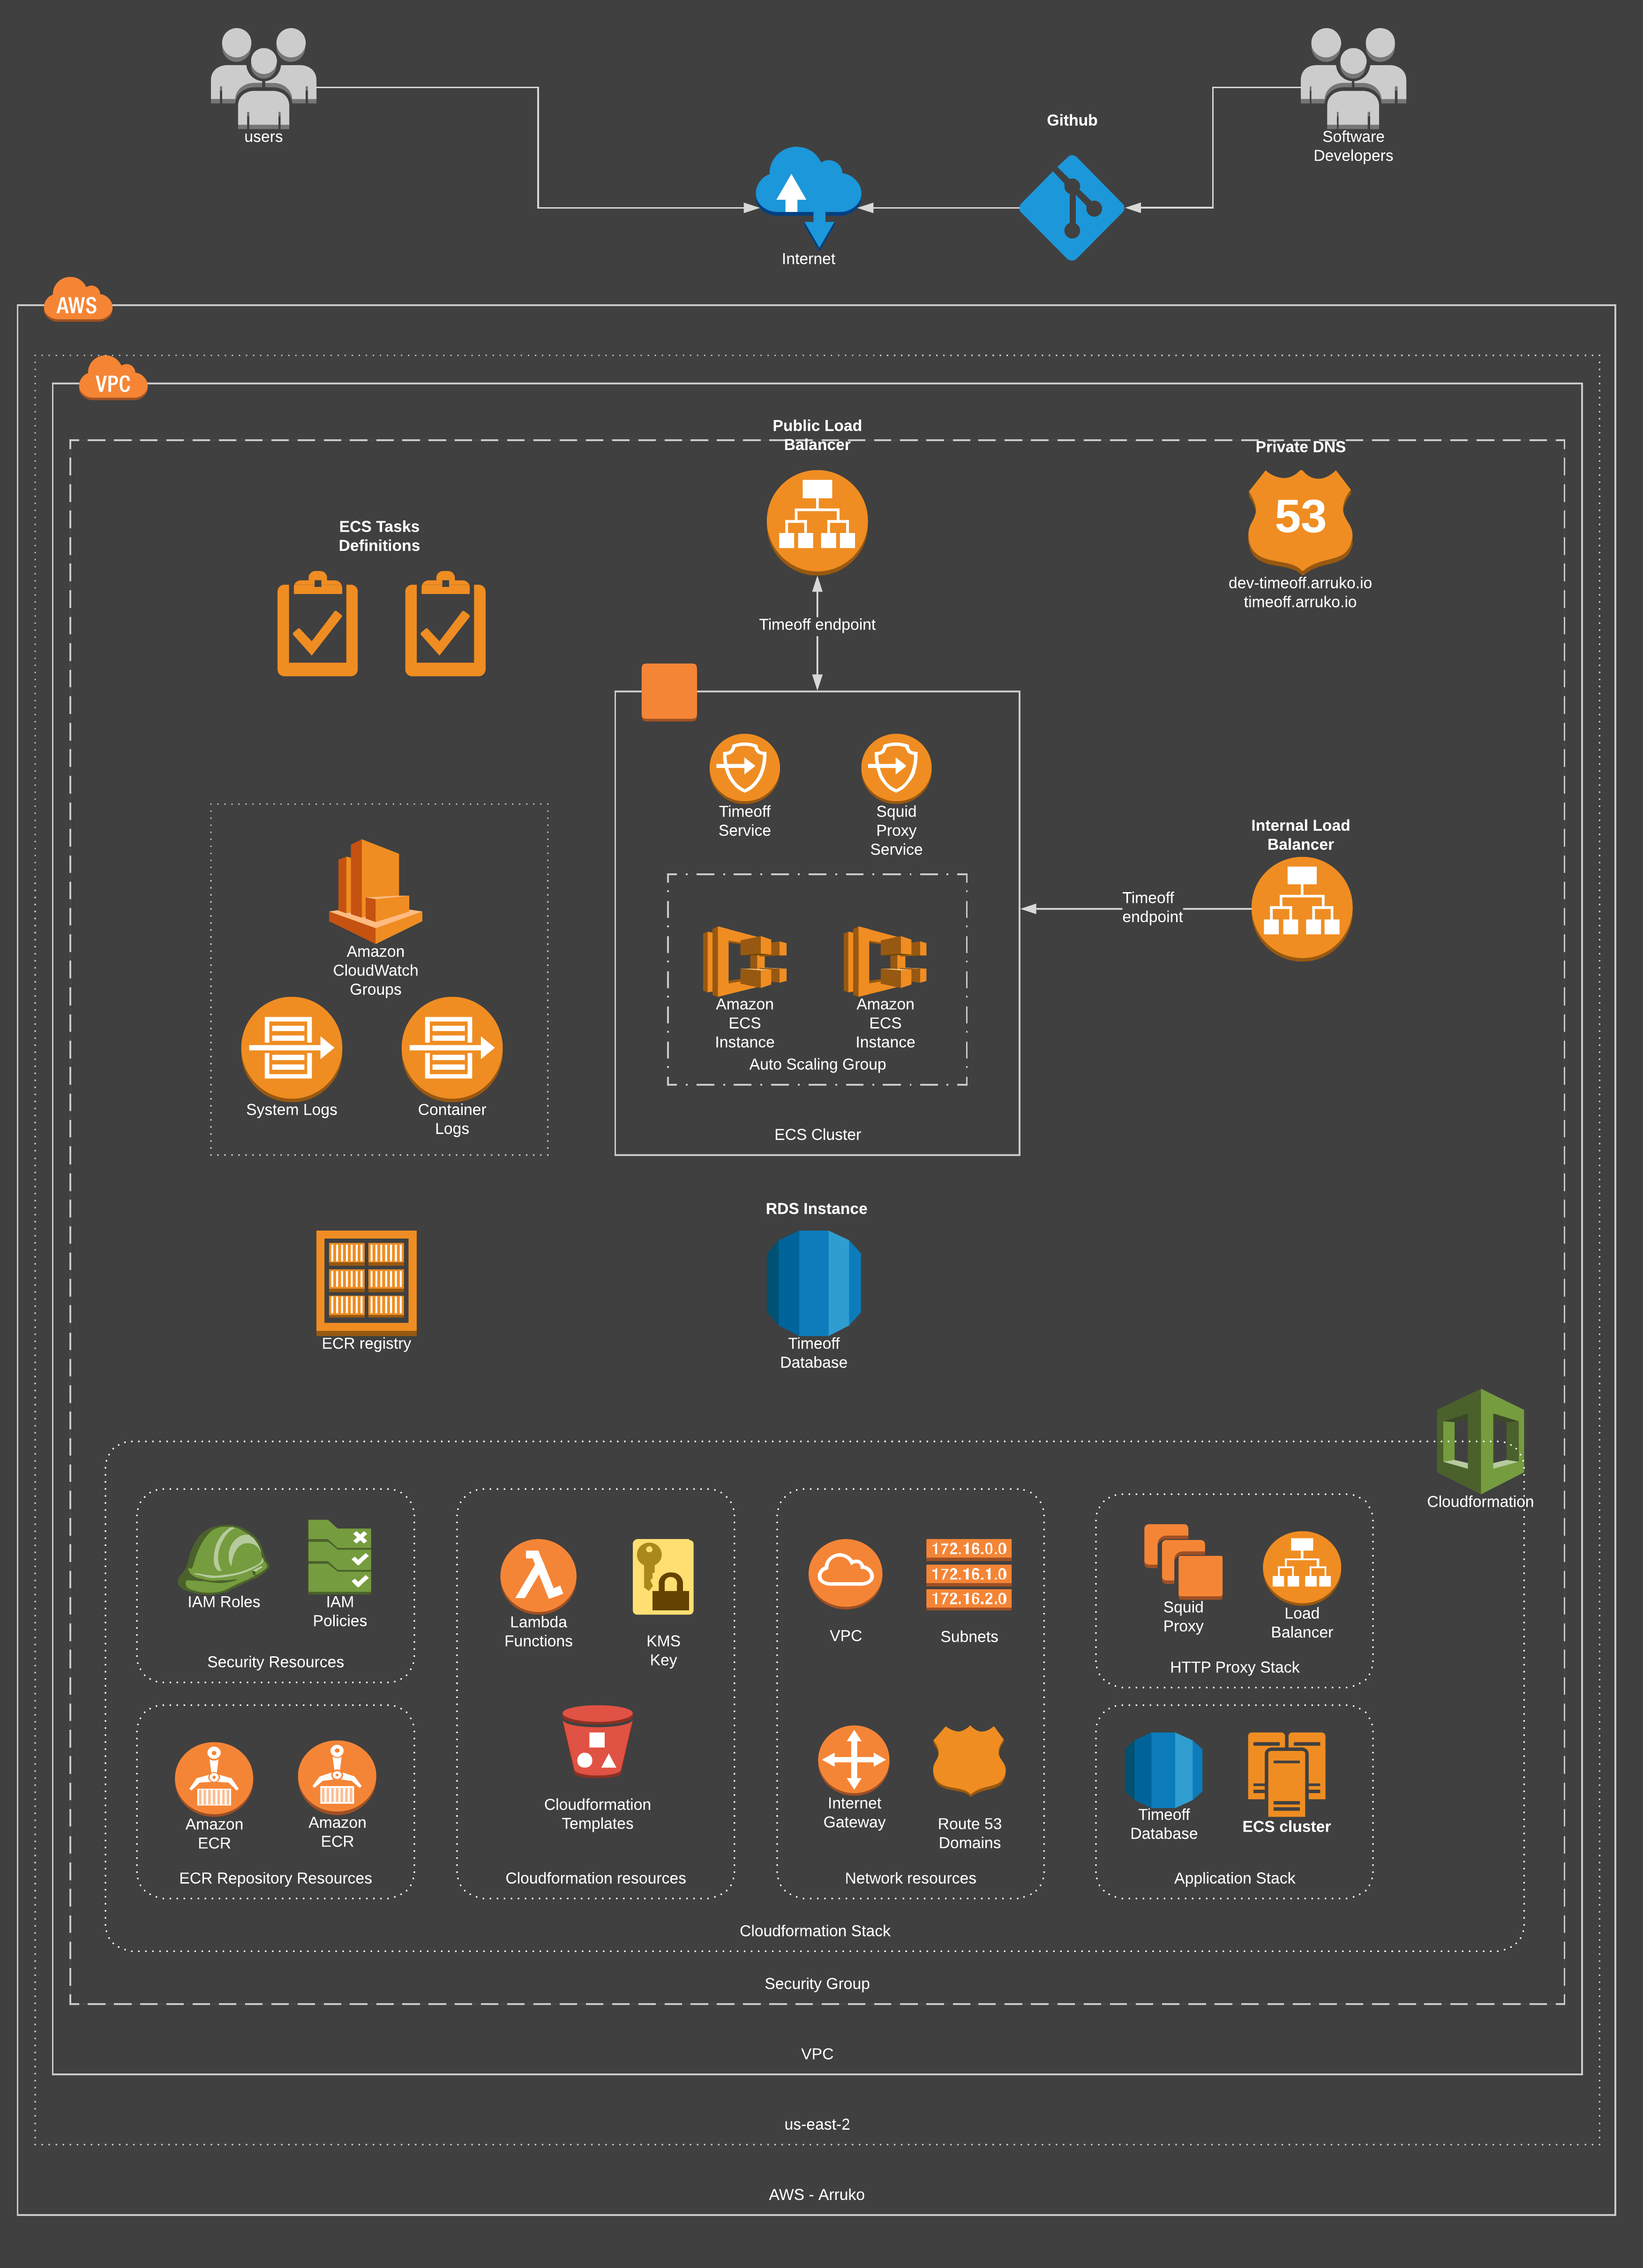 users
Software
Developers
Github
Internet
AWS
VPC
Public Load
Balancer
Private DNS
53
dev-timeoff.arruko.io
timeoff.arruko.io
ECS Tasks
Definitions
Timeoff endpoint
Timeoff
Service
Squid
Proxy
Service
Internal Load
Balancer
Timeoff
endpoint
Amazon
CloudWatch
Groups
System Logs
Container
Logs
Amazon
ECS
Instance
Amazon
ECS
Instance
Auto Scaling Group
ECS Cluster
RDS Instance
ECR registry
Timeoff
Database
Cloudformation
IAM Roles
IAM
Policies
Security Resources
Lambda
Functions
KMS
Key
VPC
172.16.0.0
172.16.1.0
172.16.2.0
Subnets
Squid
Proxy
Load
Balancer
HTTP Proxy Stack
Amazon
ECR
Amazon
ECR
ECR Repository Resources
Cloudformation
Templates
Cloudformation resources
Internet
Gateway
Route 53
Domains
Network resources
Timeoff
Database
ECS cluster
Application Stack
Cloudformation Stack
Security Group
VPC
us-east-2
AWS - Arruko